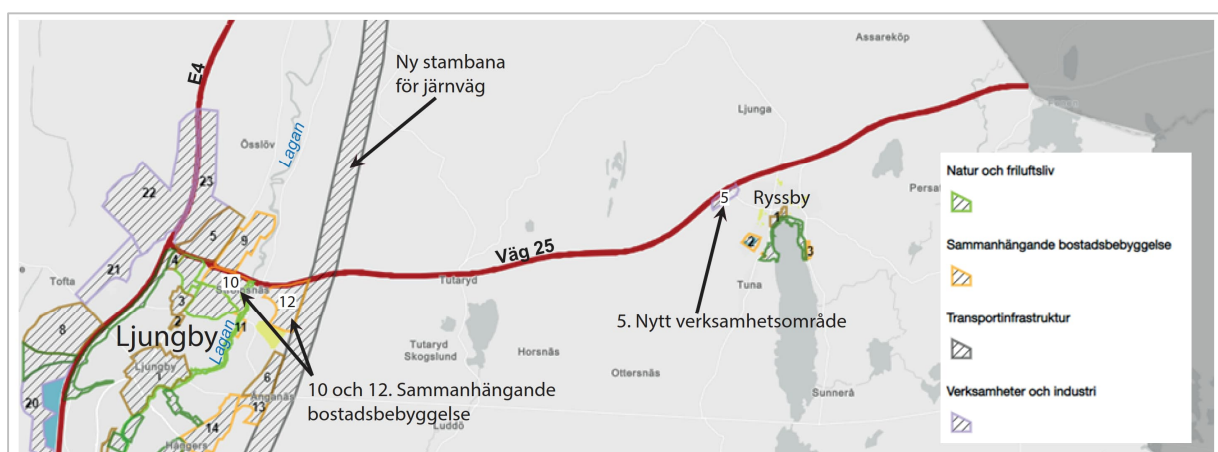 Assareköp
E4
Ny stambana
för järnväg
Ljunga
Össlöv
Lagan
Natur och friluftsliv
22
23
5
Ryssby
1
5
9
Sammanhängande bostadsbebyggelse
4
Väg 25
2
3
21
Tofta
10
Tutaryd
Tuna
12
3
2
11
5. Nytt verksamhetsområde
Transportinfrastruktur
8
Ljungby
Lagan
Tutaryd
Skogslund
Horsnäs
Ljungby
1
6
Ottersnäs
Verksamheter och industri
10 och 12. Sammanhängande
bostadsbebyggelse
Sunnerå
20
Anganäs
13
14
Luddö
Hångers